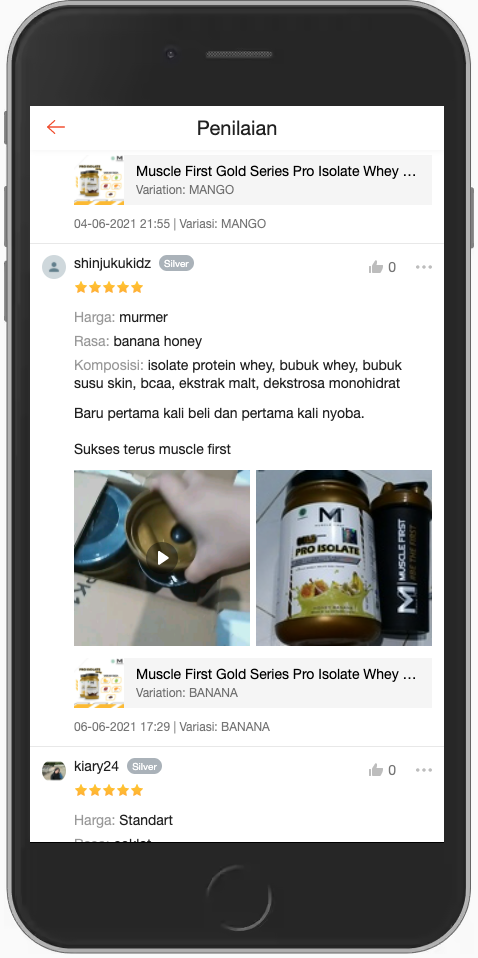 Penilaian
Muscle First Gold Series Pro Isolate Whey ...
Variation: MANGO
04-06-2021 21:55 | Variasi: MANGO
shinjukukidz Silver
0
Harga: murmer
Rasa: banana honey
Komposisi: isolate protein whey, bubuk whey, bubuk
susu skin, bcaa, ekstrak malt, dekstrosa monohidrat
Baru pertama kali beli dan pertama kali nyoba.
Sukses terus muscle first
M
GOLD
PRO ISOLATE
M MUSCLE FIRST
BE THE FIRST
Muscle First Gold Series Pro Isolate Whey ...
Variation: BANANA
06-06-2021 17:29 | Variasi: BANANA
kiary24 Silver
0
Harga: Standart